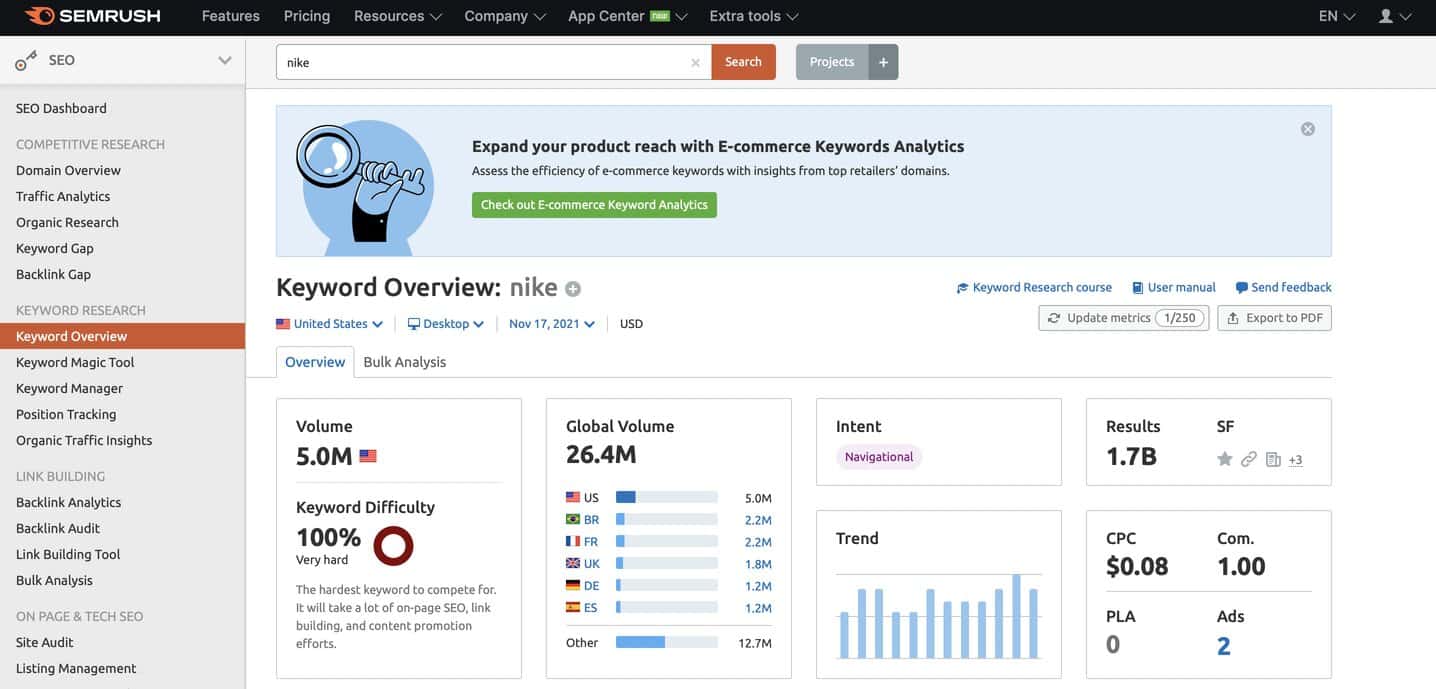 SEMRUSH Features Pricing Resources Company App Center new Extra tools EN
SEO
nike × Search Projects +
SEO Dashboard
COMPETITIVE RESEARCH
Domain Overview
Traffic Analytics
Organic Research
Keyword Gap
Backlink Gap
KEYWORD RESEARCH
Keyword Overview
Keyword Magic Tool
Keyword Manager
Position Tracking
Organic Traffic Insights
LINK BUILDING
Backlink Analytics
Backlink Audit
Link Building Tool
Bulk Analysis
ON PAGE & TECH SEO
Site Audit
Listing Management
Expand your product reach with E-commerce Keywords Analytics
Assess the efficiency of e-commerce keywords with insights from top retailers' domains.
Check out E-commerce Keyword Analytics
Keyword Overview: nike
Keyword Research course User manual Send feedback
United States Desktop Nov 17, 2021 USD
Update metrics 1/250 Export to PDF
Overview Bulk Analysis
Volume
5.0M
Keyword Difficulty
100%
Very hard
The hardest keyword to compete for.
It will take a lot of on-page SEO, link
building, and content promotion
efforts.
Global Volume
26.4M
US 5.0M
BR 2.2M
FR 2.2M
UK 1.8M
DE 1.2M
ES 1.2M
Other 12.7M
Intent
Navigational
Trend
Results SF
1.7B +3
CPC Com.
$0.08 1.00
PLA Ads
0 2